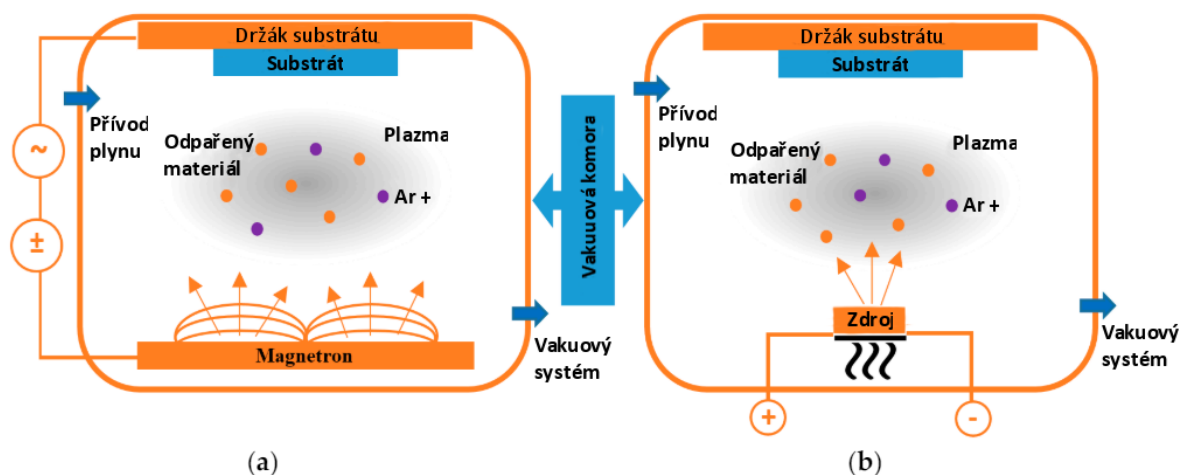 Držák substrátu
Substrát
Přívod
plynu
Odpařený
materiál
Plazma
Ar +
~
±
Magnetron
Vakuový
systém
(a)
Vakuuová komora
Držák substrátu
Substrát
Přívod
plynu
Odpařený
materiál
Plazma
Ar +
Zdroj
+
-
Vakuový
systém
(b)